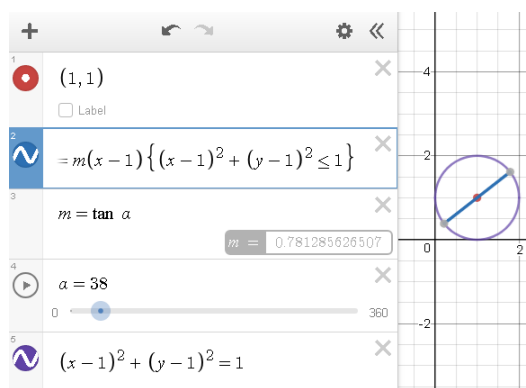 1
(1, 1)
Label
2
= m(x − 1) {(x − 1)² + (y − 1)² ≤ 1}
3
m = tan α
m = 0.781285626507
4
α = 38
0
360
5
(x − 1)² + (y − 1)² = 1
4
2
0
2
-2